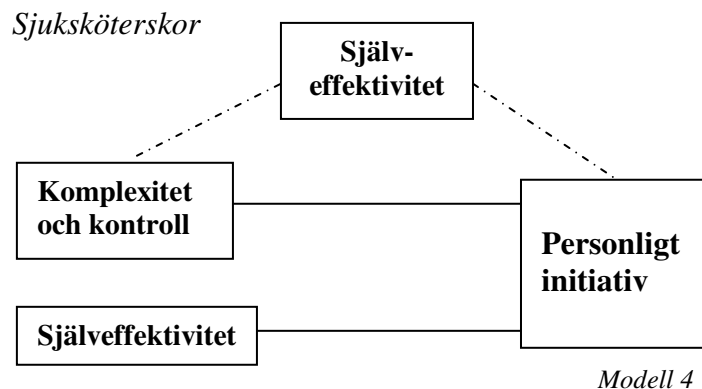 Sjuksköterskor
Själv-
effektivitet
Komplexitet
och kontroll
Personligt
initiativ
Själveffektivitet
Modell 4